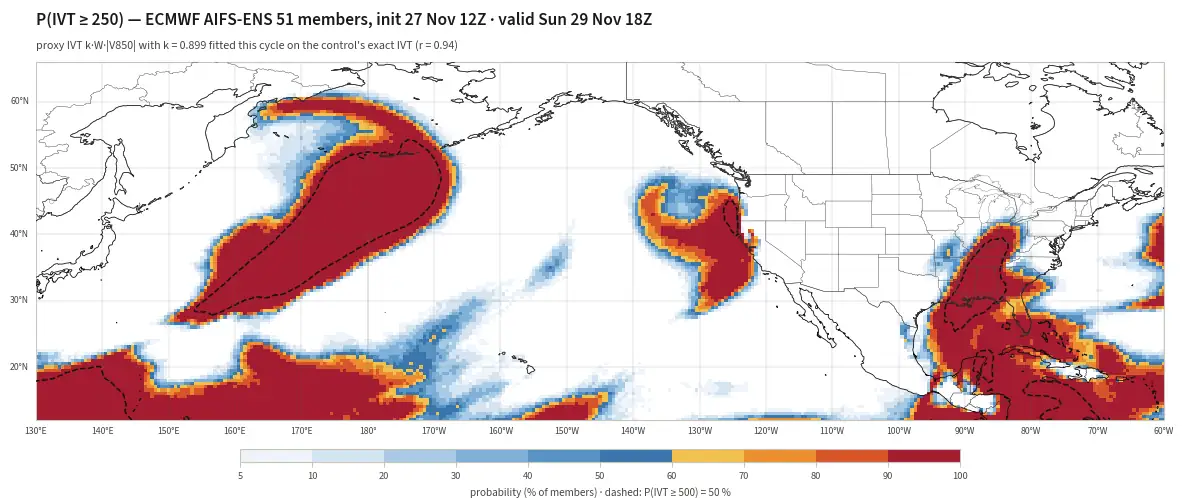 P(IVT ≥ 250) — ECMWF AIFS-ENS 51 members, init 27 Nov 12Z · valid Sun 29 Nov 18Z
proxy IVT k·W·|V850| with k = 0.899 fitted this cycle on the control's exact IVT (r = 0.94)
60°N
50°N
40°N
30°N
20°N
130°E 140°E 150°E 160°E 170°E 180° 170°W 160°W 150°W 140°W 130°W 120°W 110°W 100°W 90°W 80°W 70°W 60°W
5 10 20 30 40 50 60 70 80 90 100
probability (% of members) · dashed: P(IVT ≥ 500) = 50 %